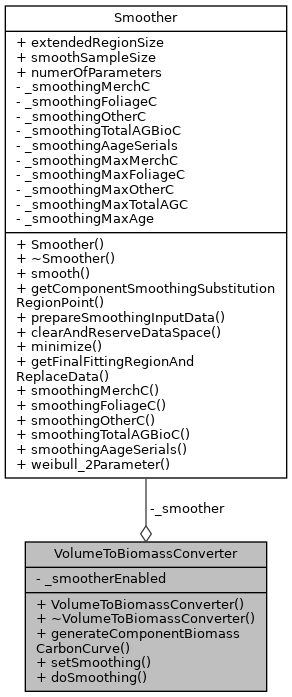 Smoother
+ extendedRegionSize
+ smoothSampleSize
+ numerOfParameters
- _smoothingMerchC
- _smoothingFoliageC
- _smoothingOtherC
- _smoothingTotalAGBioC
- _smoothingAageSerials
- _smoothingMaxMerchC
- _smoothingMaxFoliageC
- _smoothingMaxOtherC
- _smoothingMaxTotalAGC
- _smoothingMaxAge
+ Smoother()
+ ~Smoother()
+ smooth()
+ getComponentSmoothingSubstitution
RegionPoint()
+ prepareSmoothingInputData()
+ clearAndReserveDataSpace()
+ minimize()
+ getFinalFittingRegionAnd
ReplaceData()
+ smoothingMerchC()
+ smoothingFoliageC()
+ smoothingOtherC()
+ smoothingTotalAGBioC()
+ smoothingAageSerials()
+ weibull_2Parameter()
-_smoother
VolumeToBiomassConverter
- _smootherEnabled
+ VolumeToBiomassConverter()
+ ~VolumeToBiomassConverter()
+ generateComponentBiomass
CarbonCurve()
+ setSmoothing()
+ doSmoothing()